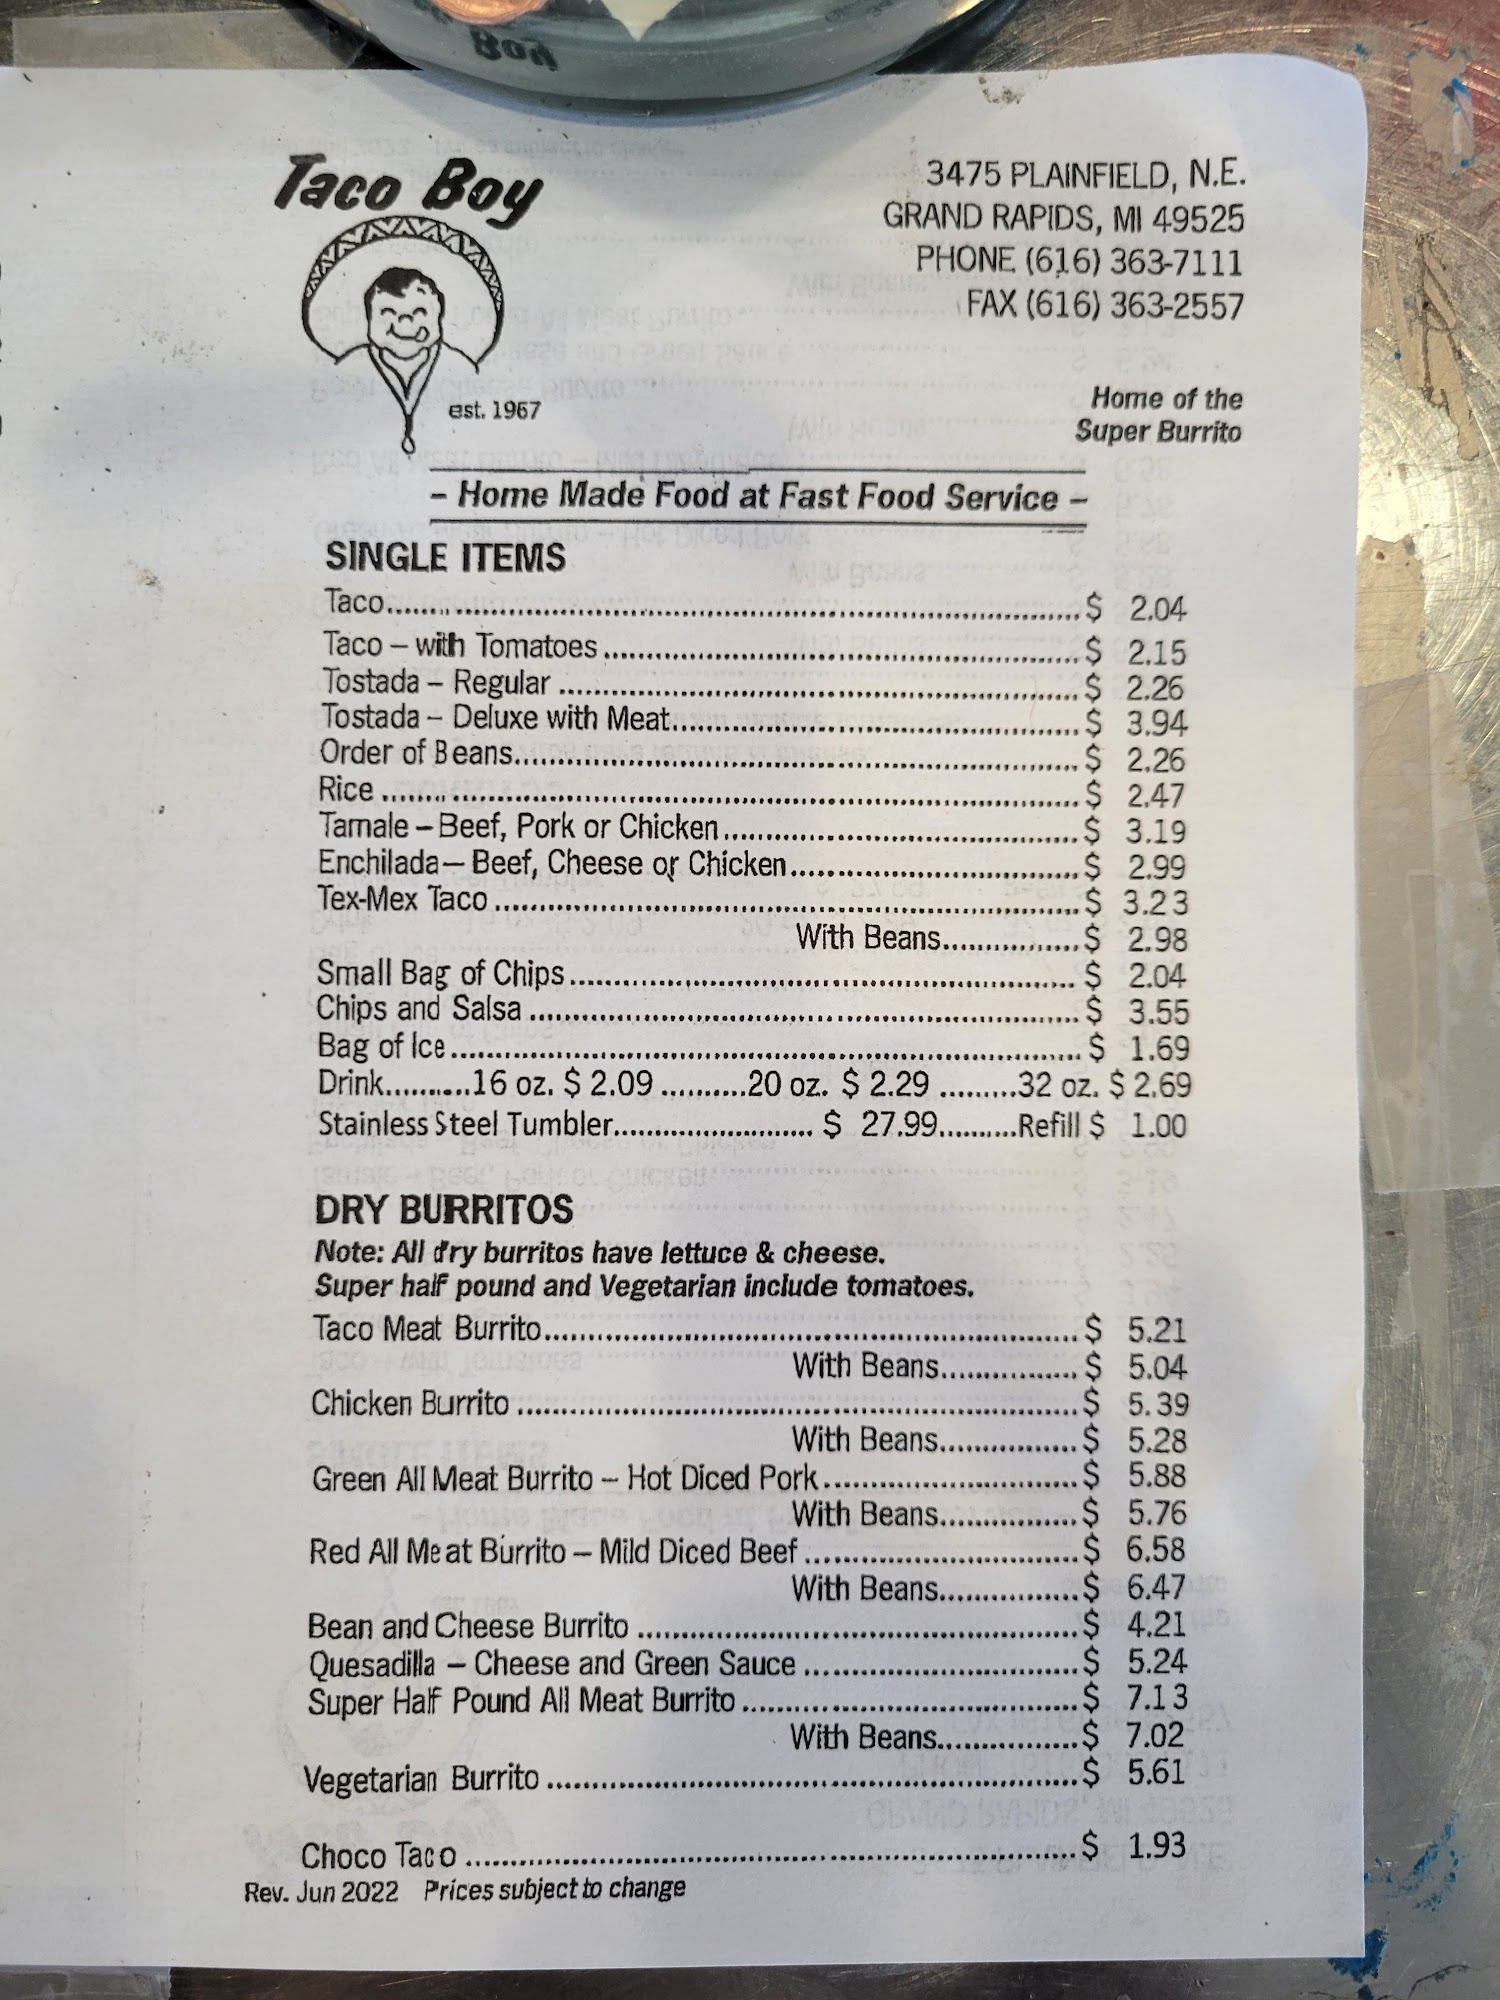 Boy
Taco Boy
est. 1967
3475 PLAINFIELD, N.E.
GRAND RAPIDS, MI 49525
PHONE (616) 363-7111
FAX (616) 363-2557
Home of the
Super Burrito
– Home Made Food at Fast Food Service –
SINGLE ITEMS
Taco.......................................$ 2.04
Taco – with Tomatoes.......................................$ 2.15
Tostada – Regular.......................................$ 2.26
Tostada – Deluxe with Meat.......................................$ 3.94
Order of Beans.......................................$ 2.26
Rice.......................................$ 2.47
Tamale – Beef, Pork or Chicken.......................................$ 3.19
Enchilada – Beef, Cheese or Chicken.......................................$ 2.99
Tex-Mex Taco.......................................$ 3.23
With Beans................$ 2.98
Small Bag of Chips.......................................$ 2.04
Chips and Salsa.......................................$ 3.55
Bag of Ice.......................................$ 1.69
Drink..........16 oz. $ 2.09..........20 oz. $ 2.29.........32 oz. $ 2.69
Stainless Steel Tumbler.........................$ 27.99..........Refill $ 1.00
DRY BURRITOS
Note: All dry burritos have lettuce & cheese.
Super half pound and Vegetarian include tomatoes.
Taco Meat Burrito.......................................$ 5.21
With Beans................$ 5.04
Chicken Burrito.......................................$ 5.39
With Beans................$ 5.28
Green All Meat Burrito – Hot Diced Pork.......................................$ 5.88
With Beans................$ 5.76
Red All Meat Burrito – Mild Diced Beef.......................................$ 6.58
With Beans................$ 6.47
Bean and Cheese Burrito.......................................$ 4.21
Quesadilla – Cheese and Green Sauce.......................................$ 5.24
Super Half Pound All Meat Burrito.......................................$ 7.13
With Beans................$ 7.02
Vegetarian Burrito.......................................$ 5.61
Choco Taco.......................................$ 1.93
Rev. Jun 2022 Prices subject to change